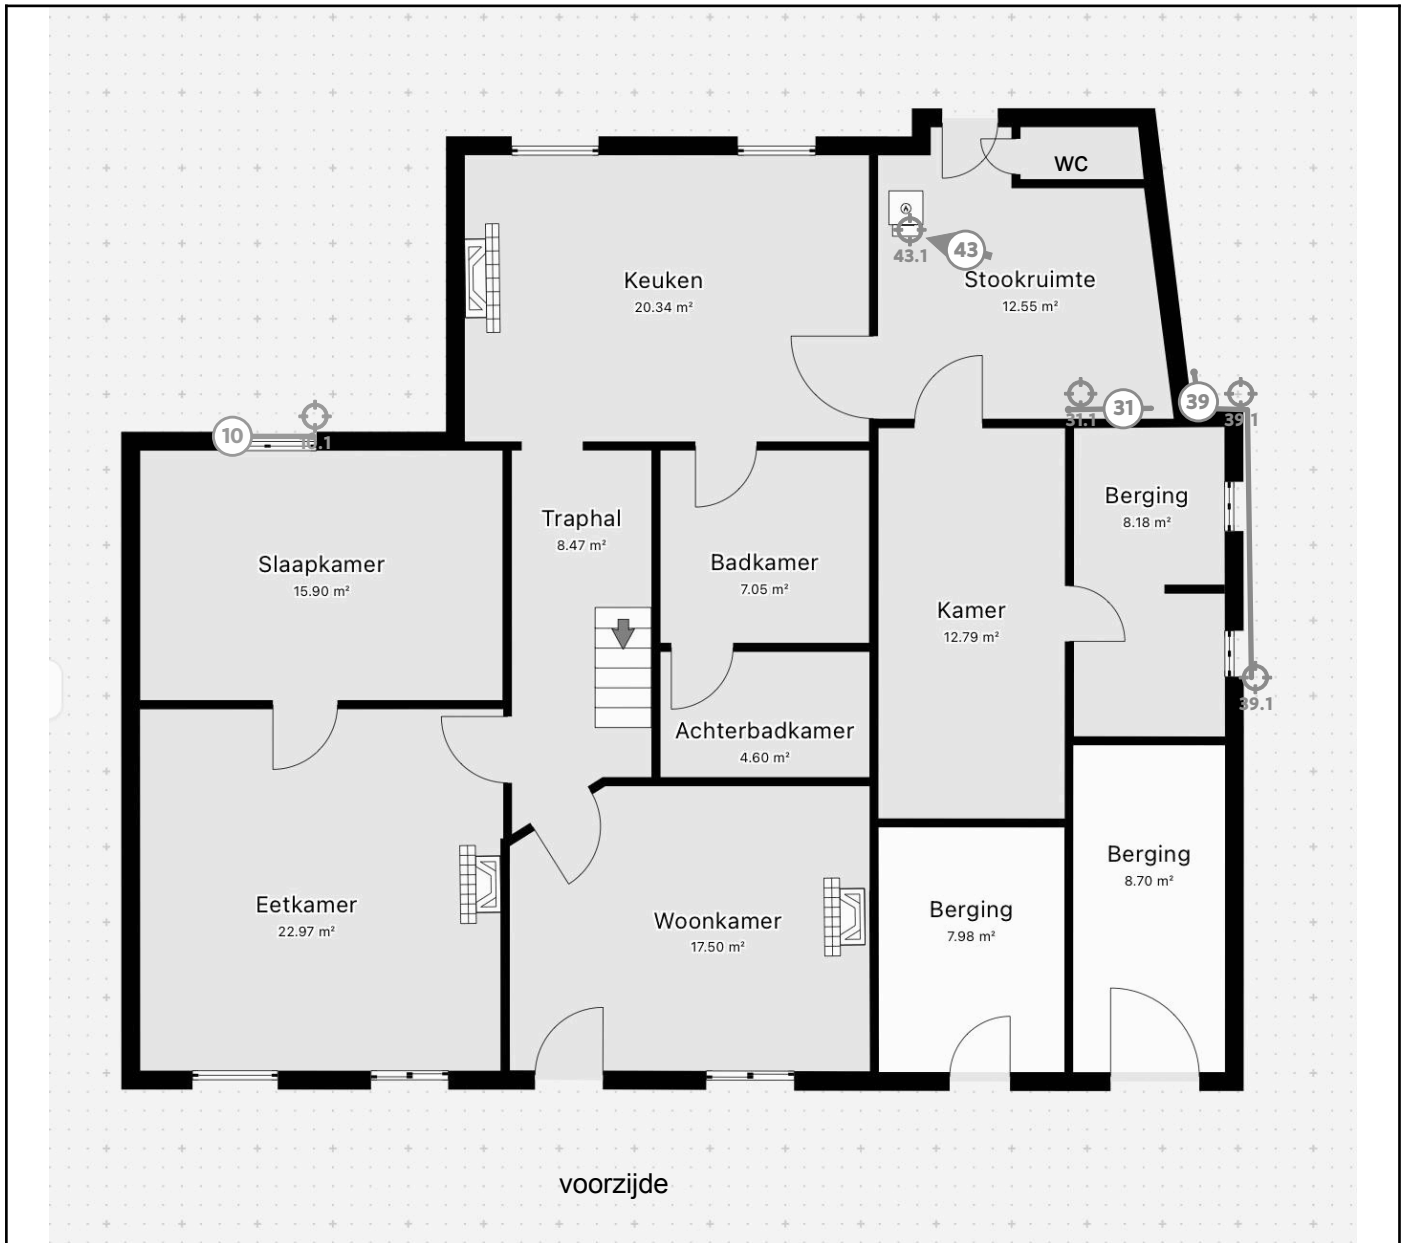 WC
43
43.1
Keuken
20.34 m²
Stookruimte
12.55 m²
31
31.1
39
39.1
10
10.1
Traphal
8.47 m²
Berging
8.18 m²
Slaapkamer
15.90 m²
Badkamer
7.05 m²
Kamer
12.79 m²
39.1
Achterbadkamer
4.60 m²
Berging
8.70 m²
Eetkamer
22.97 m²
Woonkamer
17.50 m²
Berging
7.98 m²
voorzijde